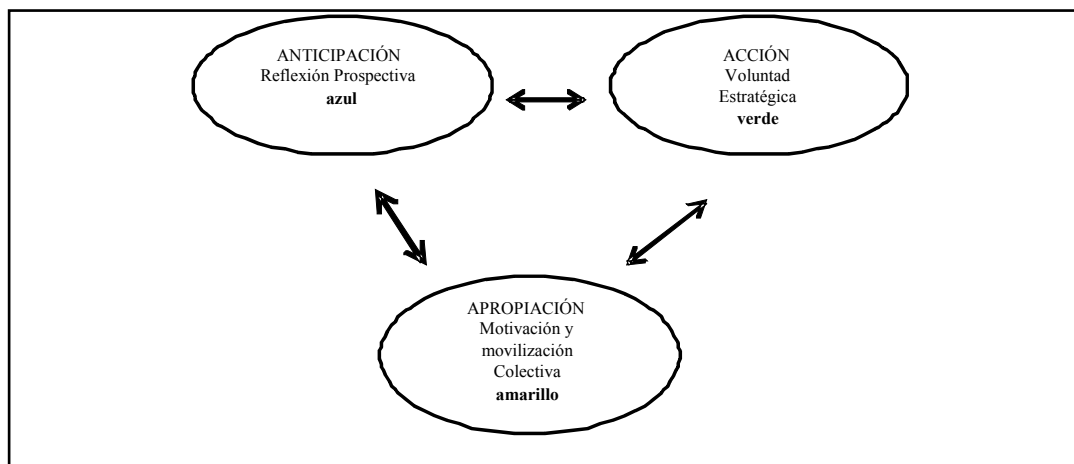 ANTICIPACIÓN
Reflexión Prospectiva
azul
ACCIÓN
Voluntad
Estratégica
verde
APROPIACIÓN
Motivación y
movilización
Colectiva
amarillo